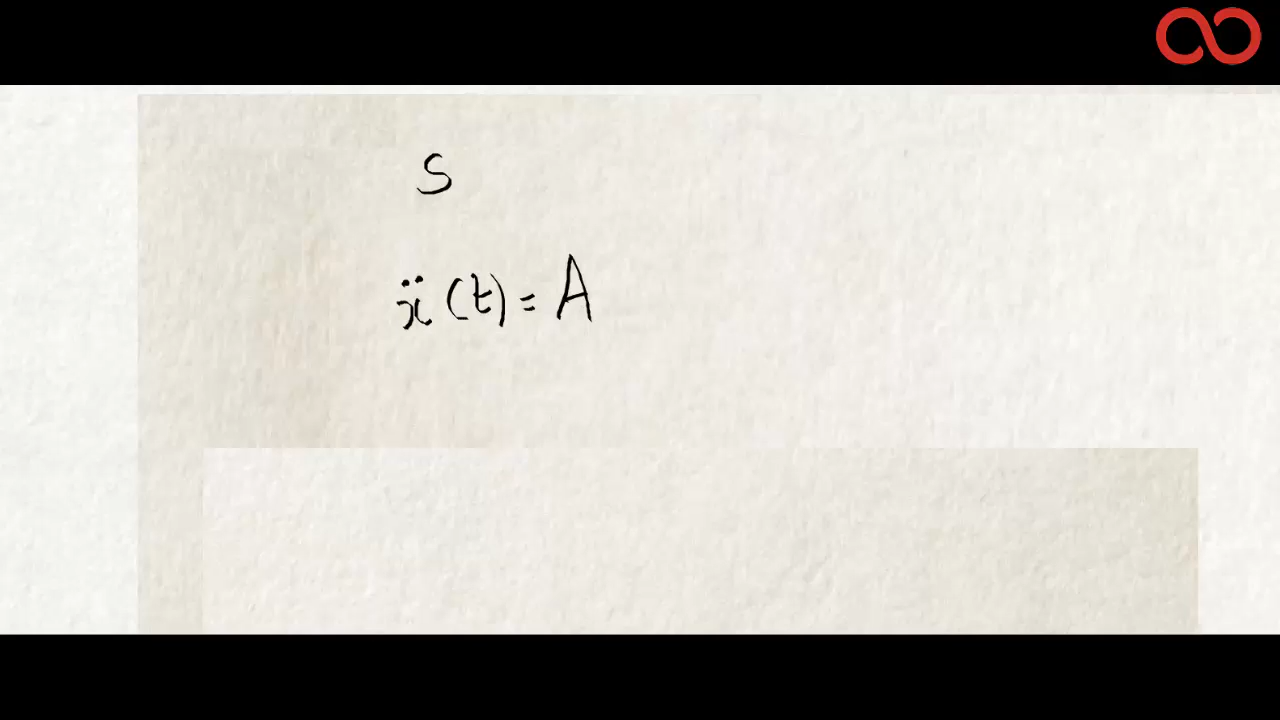 S
ẍ(t) = A